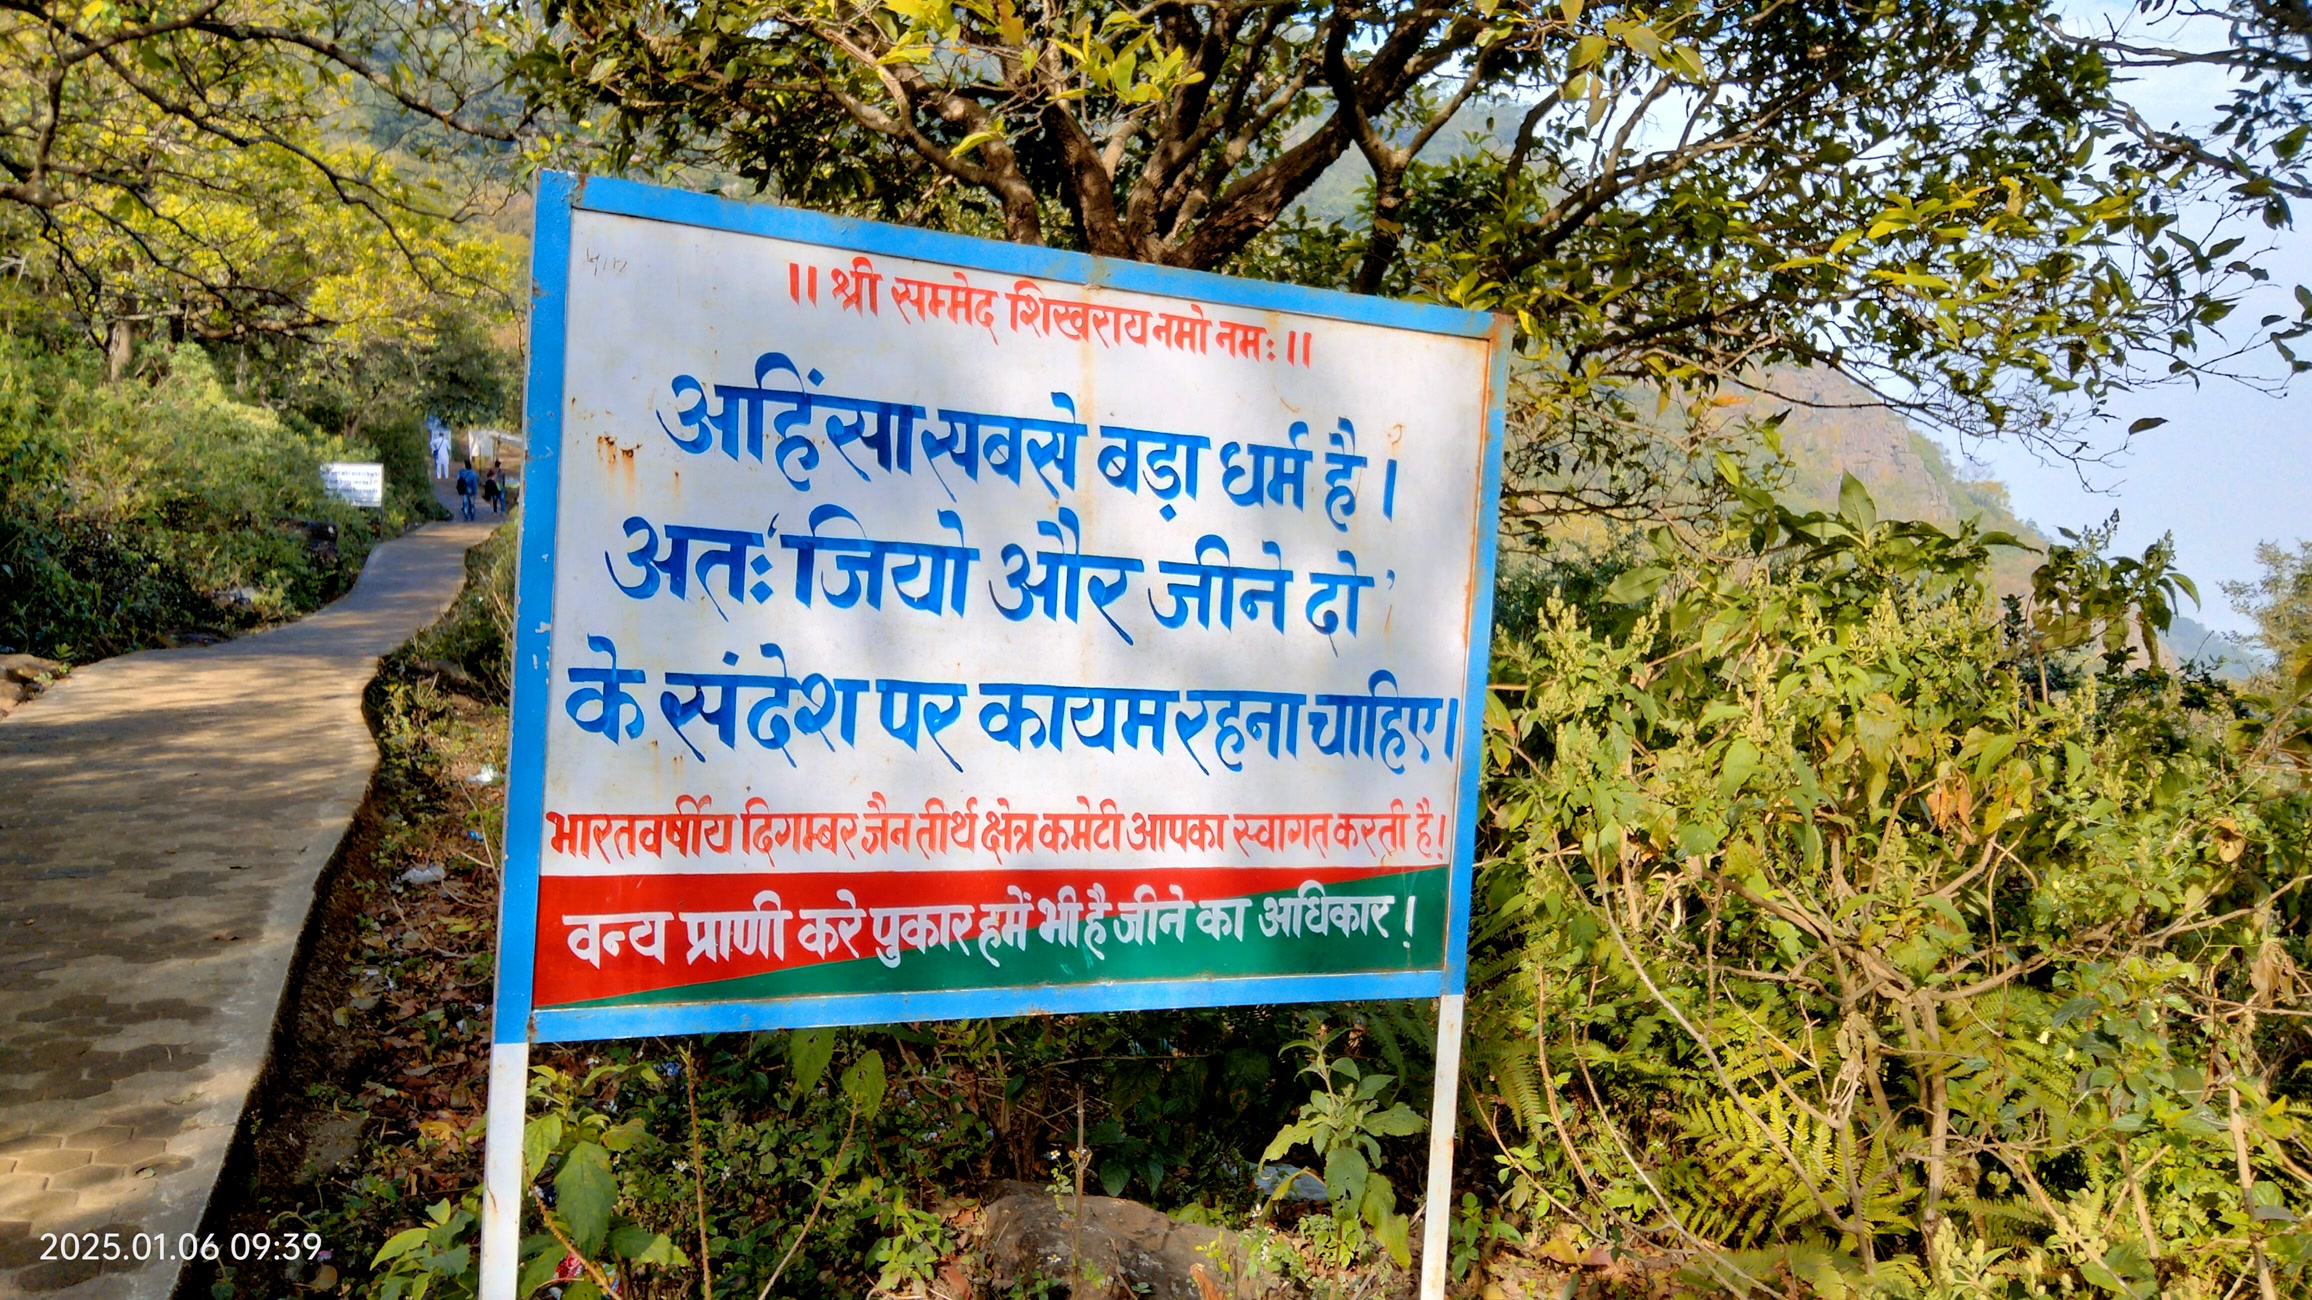 ।। श्री सम्मेद शिखराय नमो नमः ।।
अहिंसा सबसे बड़ा धर्म है ।
अतः 'जियो और जीने दो '
के संदेश पर कायम रहना चाहिए।
भारतवर्षीय दिगम्बर जैन तीर्थ क्षेत्र कमेटी आपका स्वागत करती है!
वन्य प्राणी करे पुकार हमें भी है जीने का अधिकार !
2025.01.06 09:39